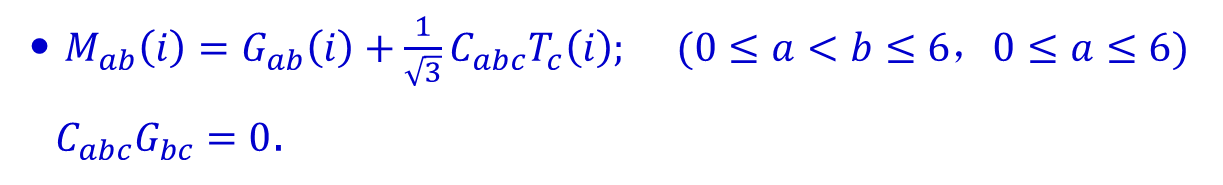 • M_{ab}(i) = G_{ab}(i) + \frac{1}{\sqrt{3}} C_{abc}T_c(i); (0 ≤ a < b ≤ 6, 0 ≤ a ≤ 6)
C_{abc}G_{bc} = 0.